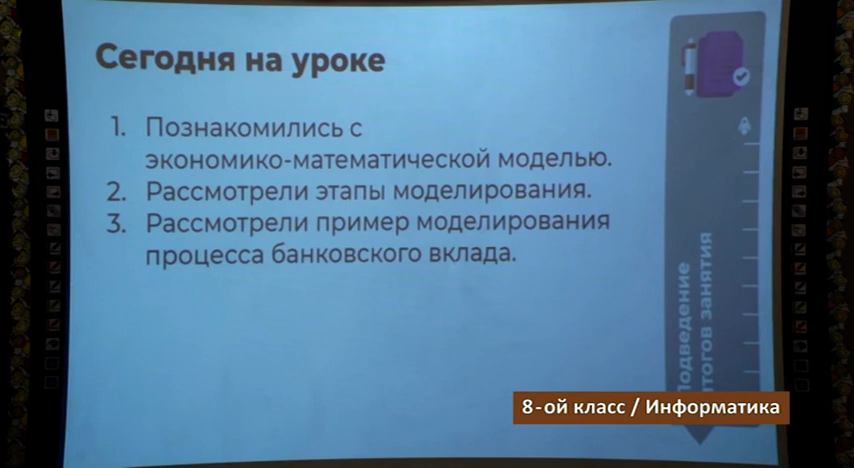 Сегодня на уроке
1. Познакомились с
экономико-математической моделью.
2. Рассмотрели этапы моделирования.
3. Рассмотрели пример моделирования
процесса банковского вклада.
Подведение
итогов занятия
8-ой класс / Информатика